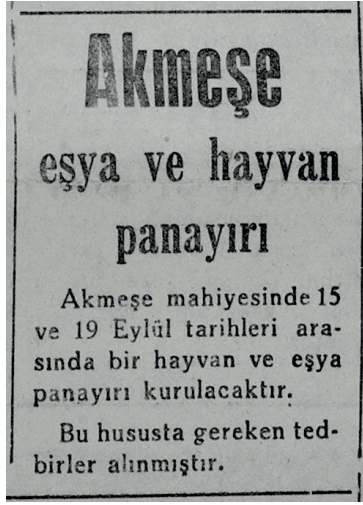 Akmeşe
eşya ve hayvan
panayırı
Akmeşe mahiyesinde 15
ve 19 Eylül tarihleri ara-
sında bir hayvan ve eşya
panayırı kurulacaktır.
Bu hususta gereken ted-
birler alınmıştır.